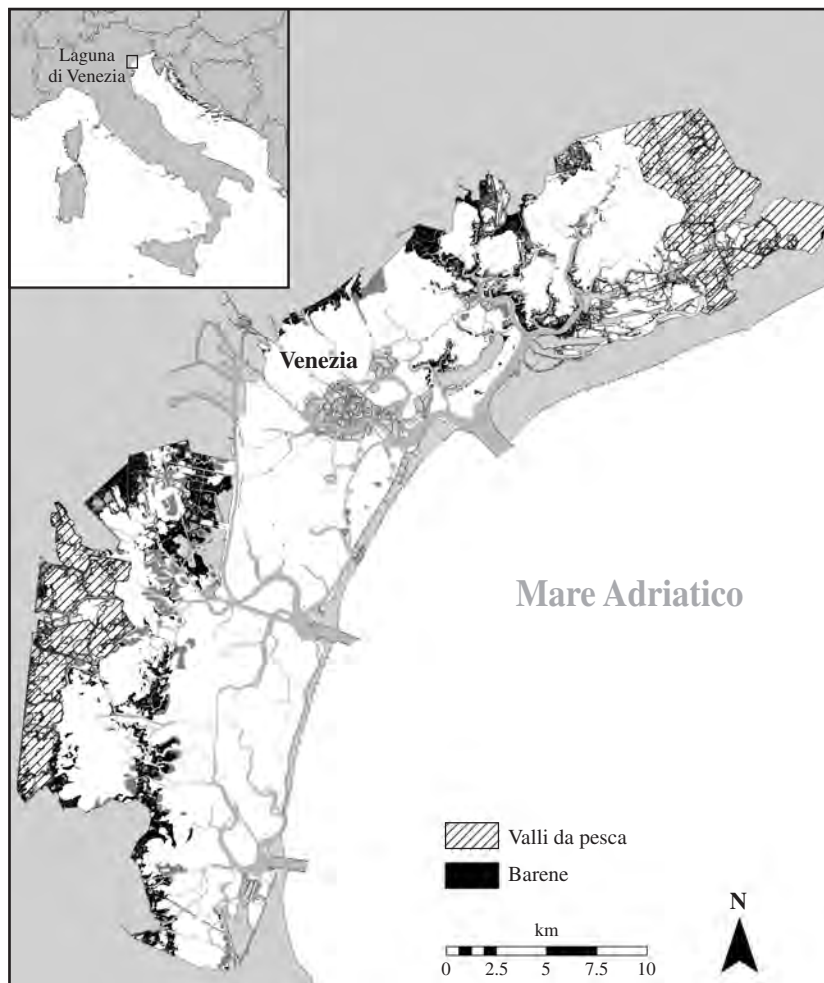 Laguna
di Venezia
Venezia
Mare Adriatico
Valli da pesca
Barene
N
km
0 2.5 5 7.5 10